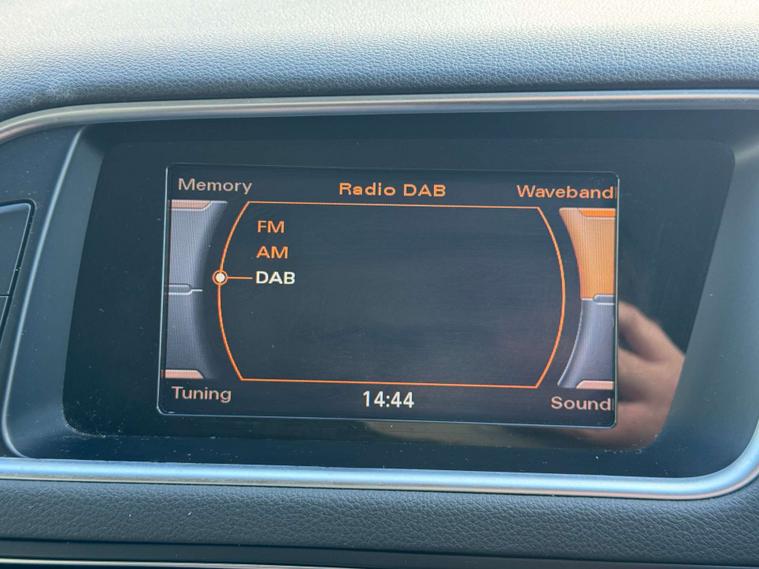 Memory
Radio DAB
Waveband
FM
AM
DAB
Tuning
14:44
Sound